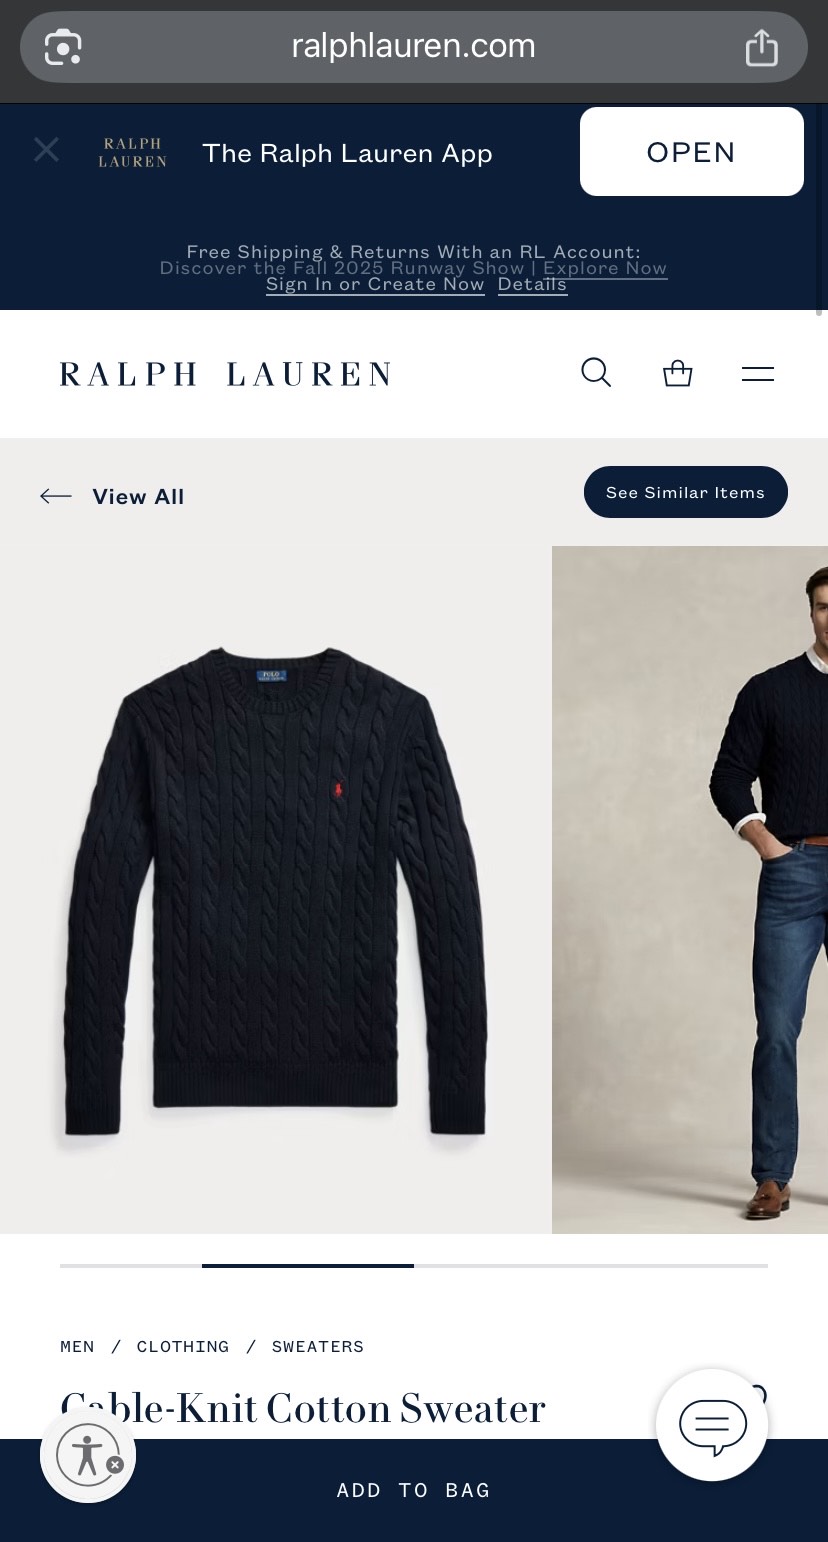 ralphlauren.com
RALPH
LAUREN
The Ralph Lauren App
OPEN
Free Shipping & Returns With an RL Account:
Discover the Fall 2025 Runway Show | Explore Now
Sign In or Create Now Details
RALPH LAUREN
View All
See Similar Items
POLO
MEN / CLOTHING / SWEATERS
Cable-Knit Cotton Sweater
ADD TO BAG